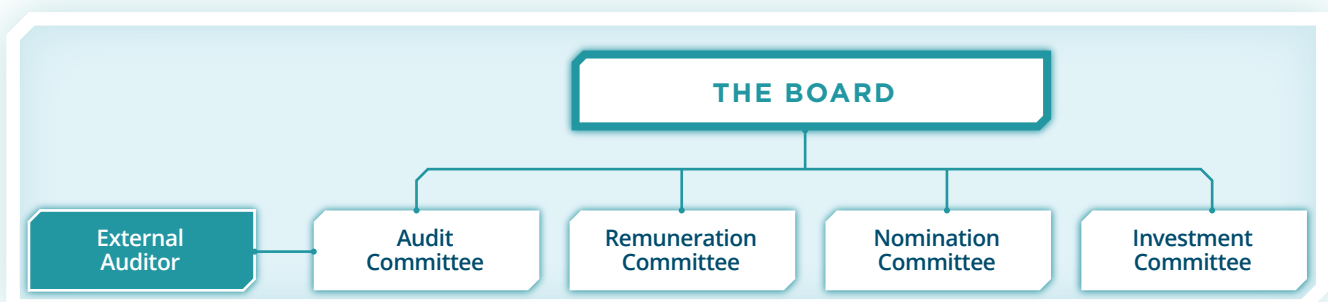 THE BOARD
External
Auditor
Audit
Committee
Remuneration
Committee
Nomination
Committee
Investment
Committee